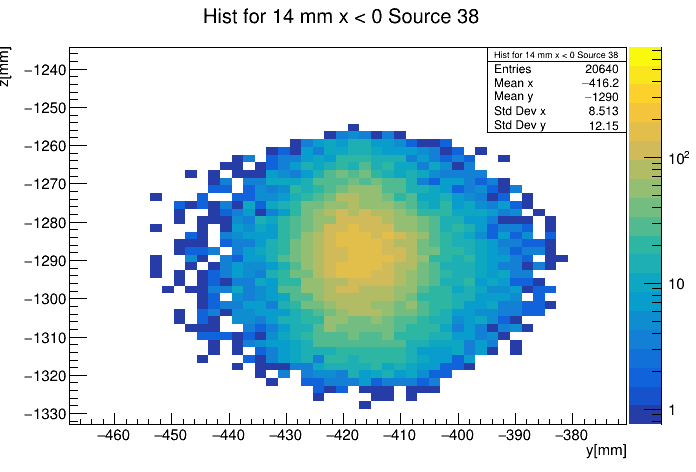 Hist for 14 mm x < 0 Source 38
z[mm]
Hist for 14 mm x < 0 Source 38
Entries 20640
Mean x −416.2
Mean y −1290
Std Dev x 8.513
Std Dev y 12.15
−1240
−1250
−1260
−1270
−1280
−1290
−1300
−1310
−1320
−1330
10²
10
1
−460 −450 −440 −430 −420 −410 −400 −390 −380
y[mm]